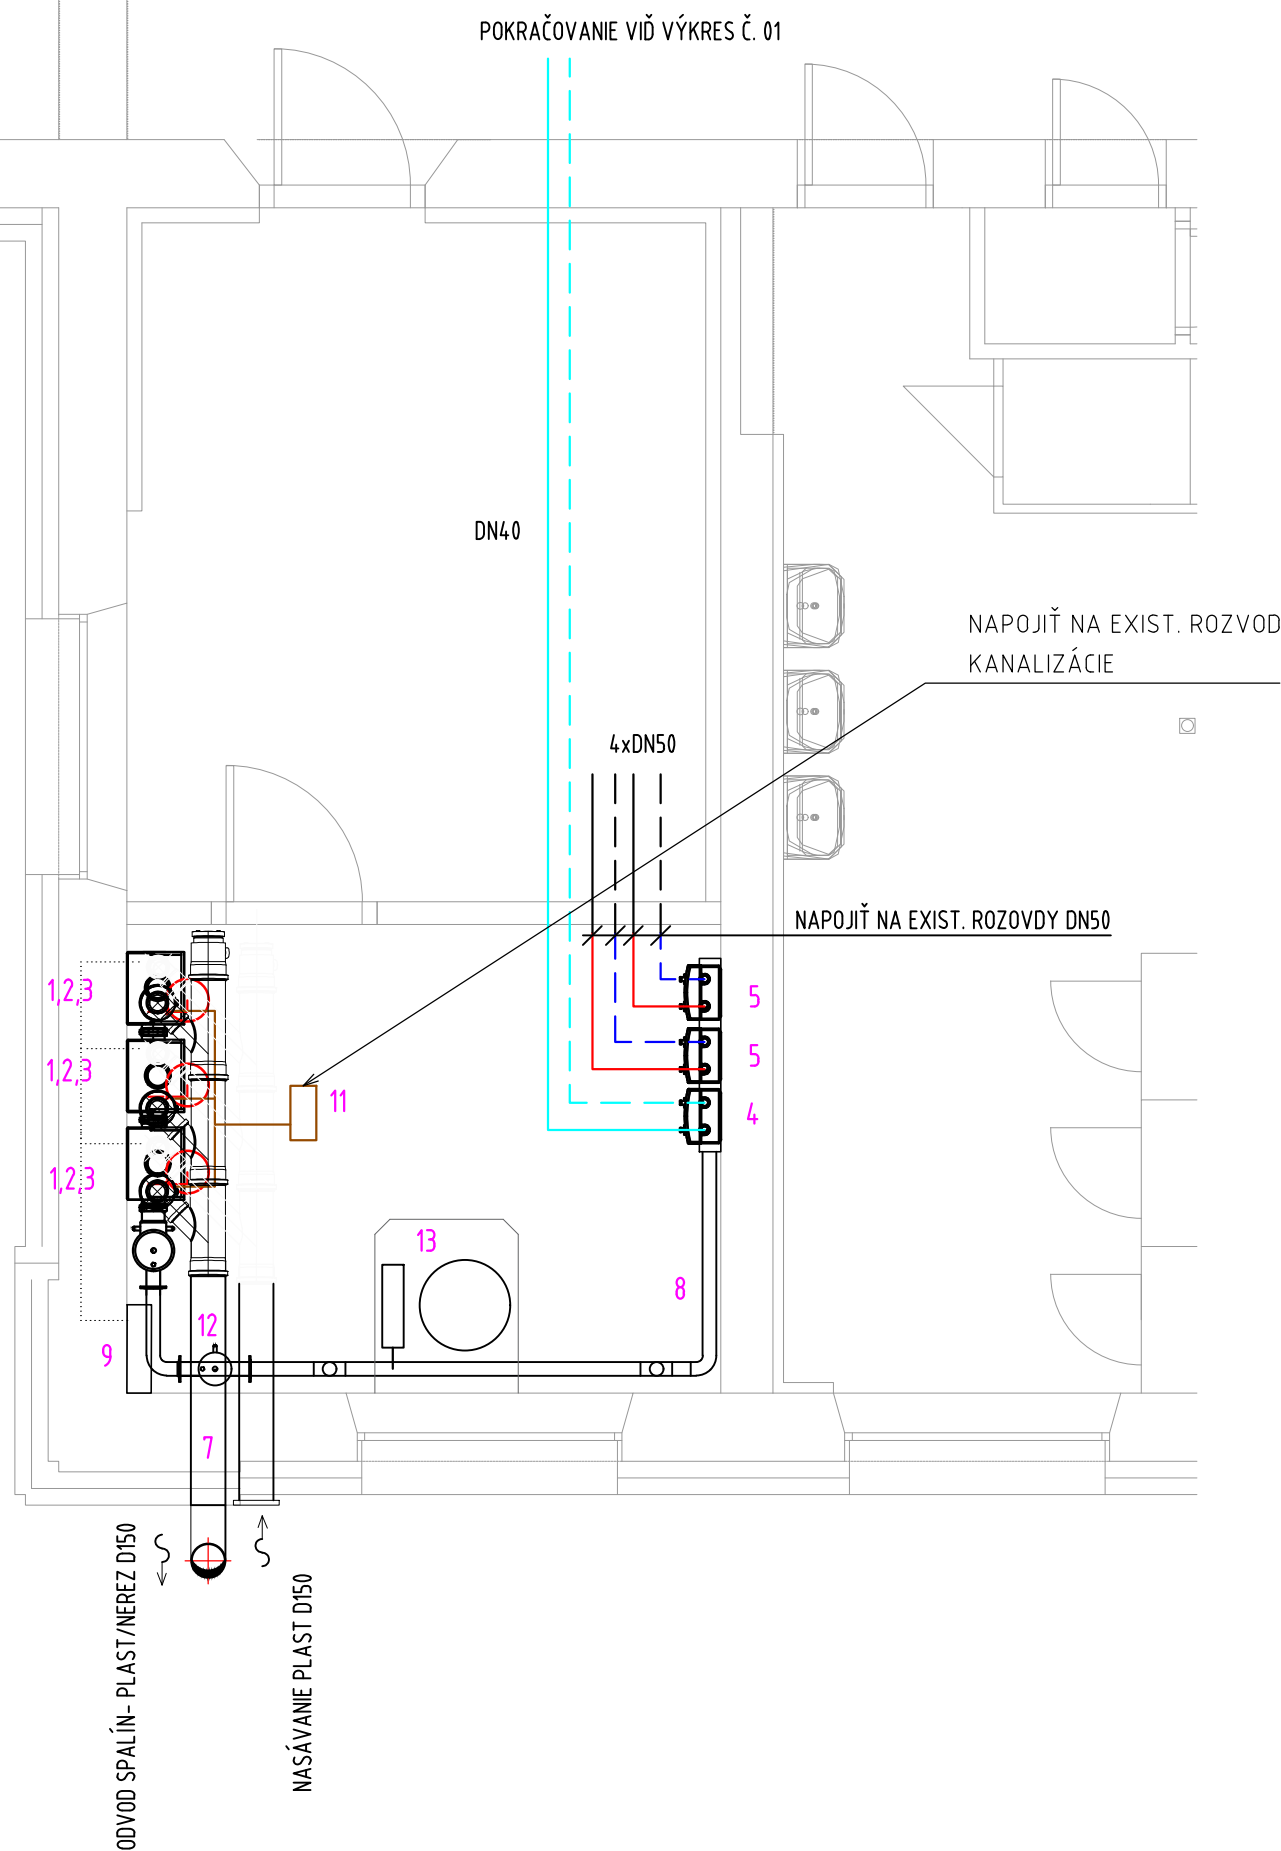 POKRAČOVANIE VIĎ VÝKRES Č. 01
DN40
NAPOJIŤ NA EXIST. ROZVOD
KANALIZÁCIE
4xDN50
NAPOJIŤ NA EXIST. ROZOVDY DN50
1,2,3
5
1,2,3
5
11
4
1,2,3
13
8
12
9
7
ODVOD SPALÍN- PLAST/NEREZ D150
NASÁVANIE PLAST D150